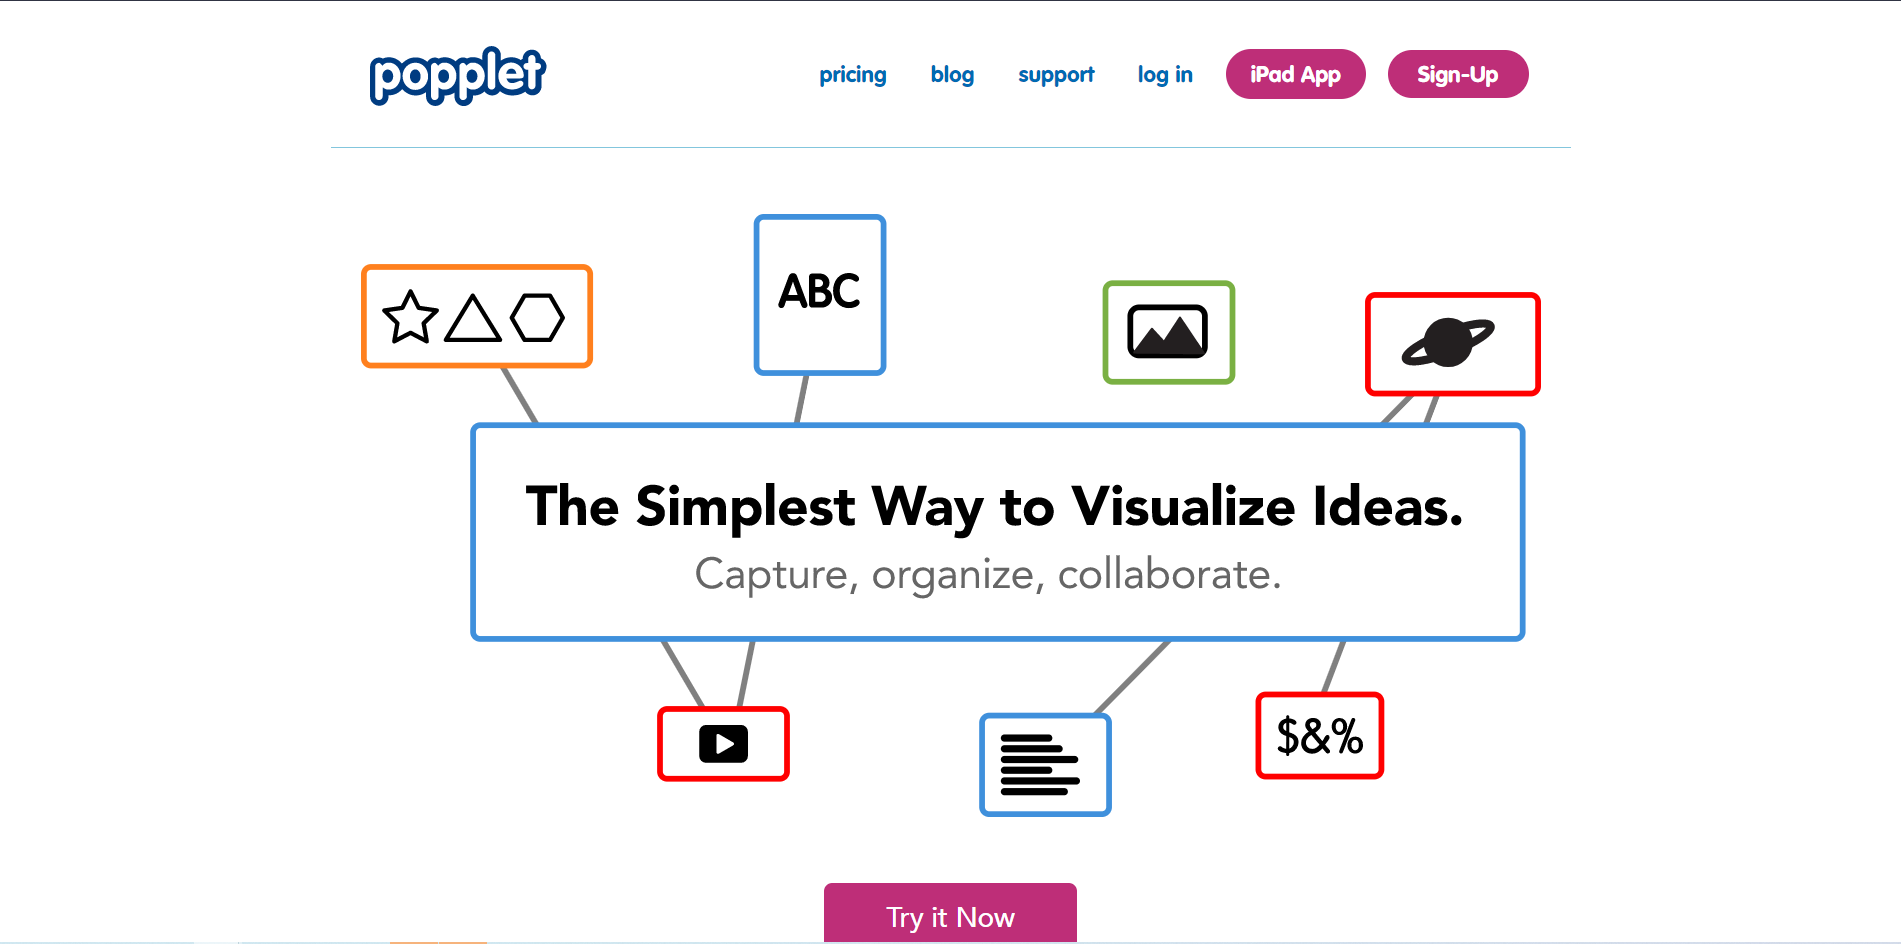 popplet
pricing blog support log in iPad App Sign-Up
ABC
The Simplest Way to Visualize Ideas.
Capture, organize, collaborate.
$&%
Try it Now